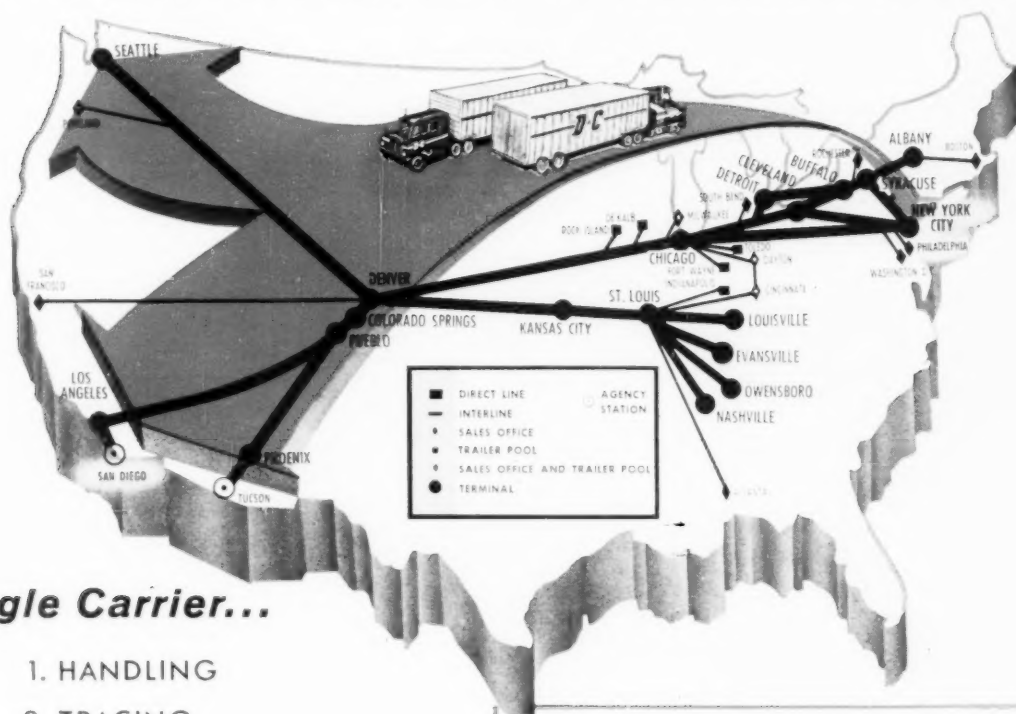 SEATTLE
D-C
ALBANY
BOSTON
ROCHESTER
BUFFALO
CLEVELAND
DETROIT
SYRACUSE
SOUTH BEND
NEW YORK
CITY
MILWAUKEE
DE KALB
ROCK ISLAND
PHILADELPHIA
WASHINGTON D
CHICAGO
TOLEDO
DAYTON
FORT WAYNE
INDIANAPOLIS
CINCINNATI
SAN
FRANCISCO
DENVER
COLORADO SPRINGS
PUEBLO
KANSAS CITY
ST. LOUIS
LOUISVILLE
EVANSVILLE
OWENSBORO
NASHVILLE
LOS
ANGELES
SAN DIEGO
PHOENIX
TUCSON
DIRECT LINE
INTERLINE
SALES OFFICE
TRAILER POOL
SALES OFFICE AND TRAILER POOL
TERMINAL
AGENCY
STATION
gle Carrier...
1. HANDLING
2. TRACING